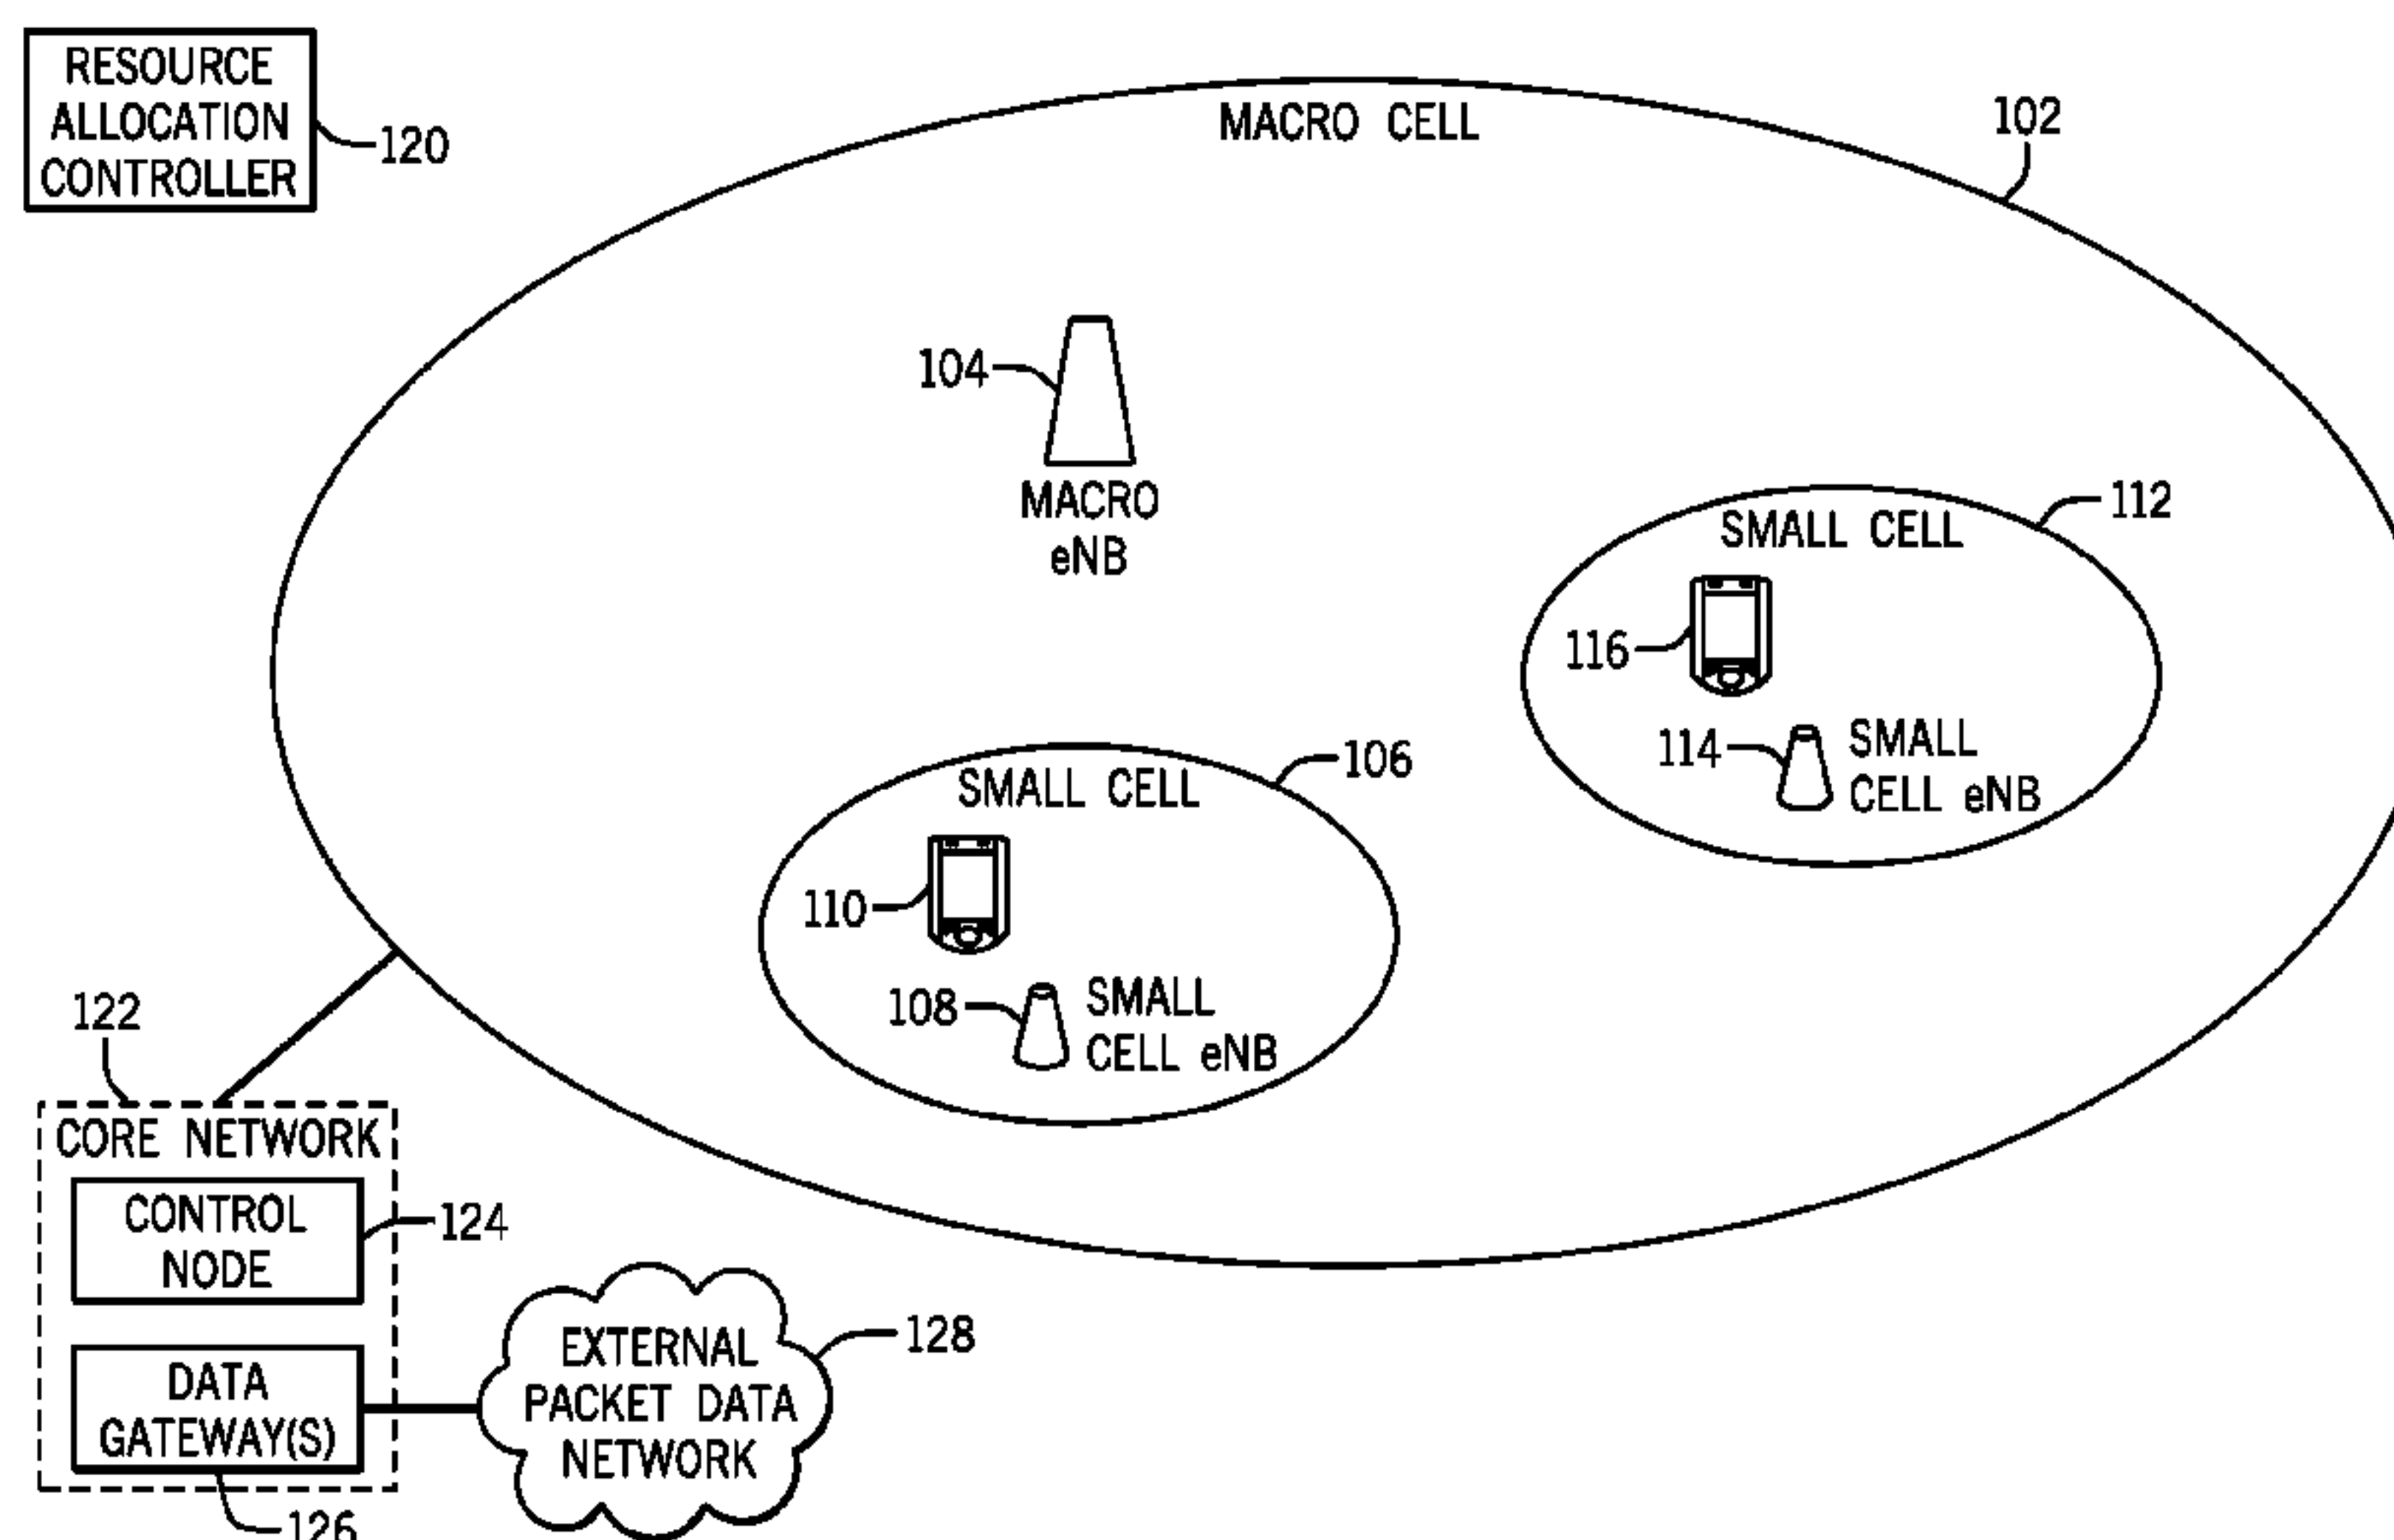 RESOURCE
ALLOCATION
CONTROLLER
120
MACRO CELL
102
104
MACRO
eNB
112
SMALL CELL
116
114
SMALL
CELL eNB
106
SMALL CELL
110
108
SMALL
CELL eNB
122
CORE NETWORK
CONTROL
NODE
124
DATA
GATEWAY(S)
126
EXTERNAL
PACKET DATA
NETWORK
128